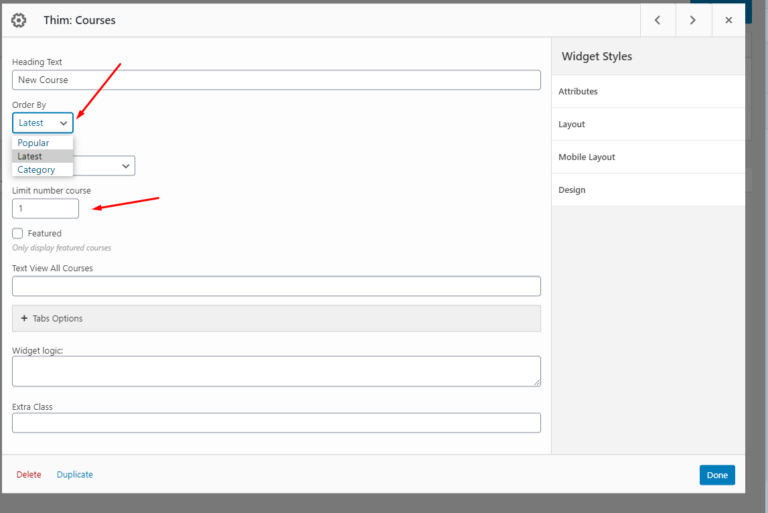 Thim: Courses
Heading Text
New Course
Order By
Latest
Popular
Latest
Category
Limit number course
1
Featured
Only display featured courses
Text View All Courses
+ Tabs Options
Widget logic:
Extra Class
Delete Duplicate
Done
Widget Styles
Attributes
Layout
Mobile Layout
Design